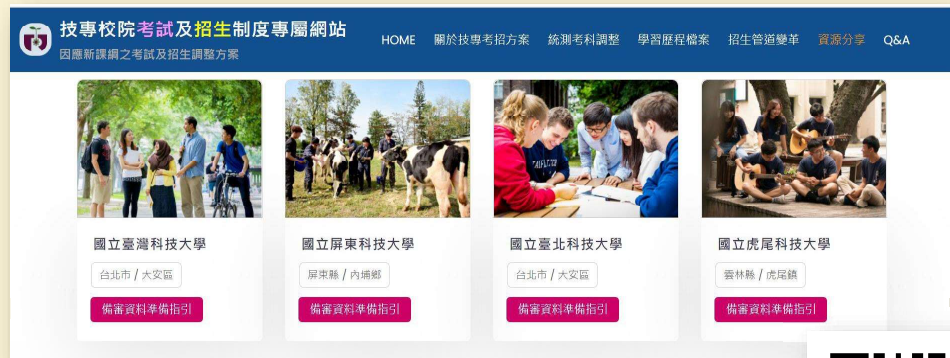 技專校院考試及招生制度專屬網站
因應新課綱之考試及招生調整方案
HOME 關於技專考招方案 統測考科調整 學習歷程檔案 招生管道變革 資源分享 Q&A
國立臺灣科技大學
台北市 / 大安區
備審資料準備指引
國立屏東科技大學
屏東縣 / 內埔鄉
備審資料準備指引
國立臺北科技大學
台北市 / 大安區
備審資料準備指引
國立虎尾科技大學
雲林縣 / 虎尾鎮
備審資料準備指引